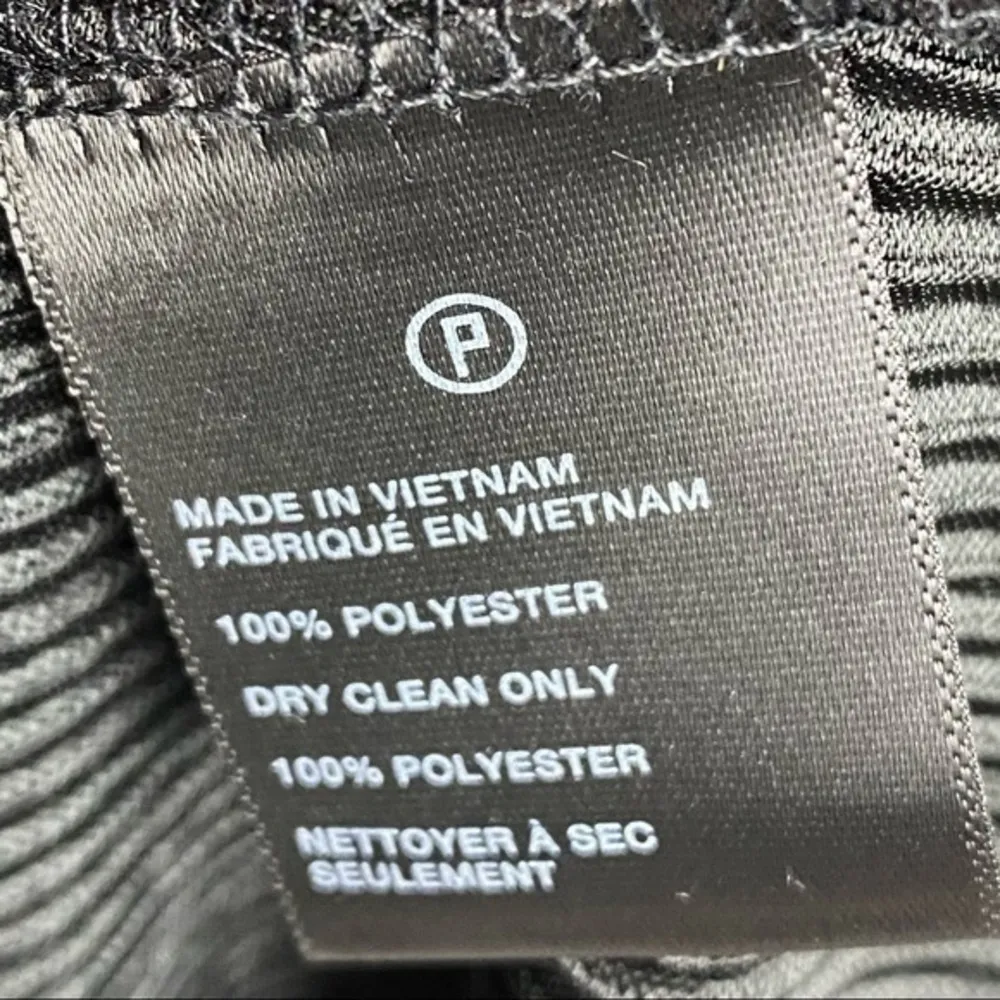 P
MADE IN VIETNAM
FABRIQUÉ EN VIETNAM
100% POLYESTER
DRY CLEAN ONLY
100% POLYESTER
NETTOYER À SEC
SEULEMENT